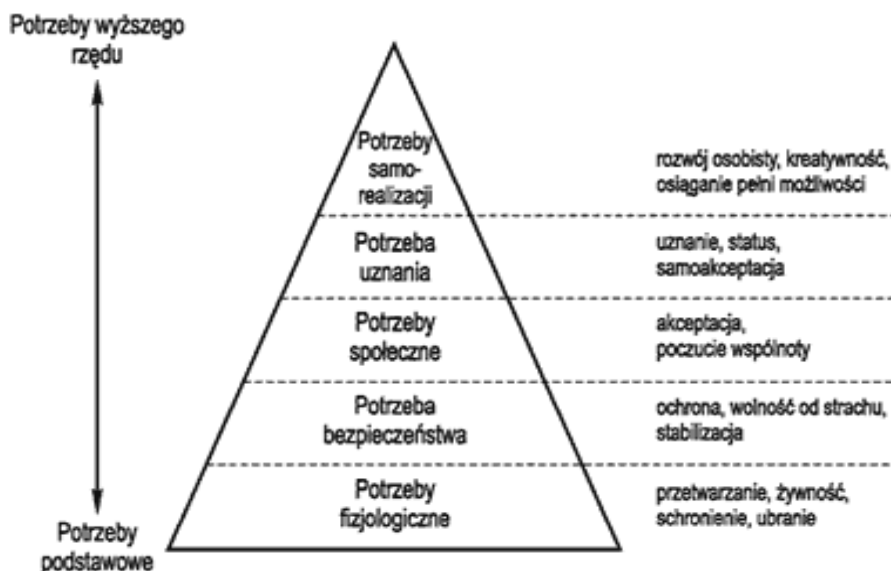 Potrzeby wyższego
rzędu
Potrzeby
samo-
realizacji
rozwój osobisty, kreatywność,
osiąganie pełni możliwości
Potrzeba
uznania
uznanie, status,
samoakceptacja
Potrzeby
społeczne
akceptacja,
poczucie wspólnoty
Potrzeba
bezpieczeństwa
ochrona, wolność od strachu,
stabilizacja
Potrzeby
fizjologiczne
przetwarzanie, żywność,
schronienie, ubranie
Potrzeby
podstawowe